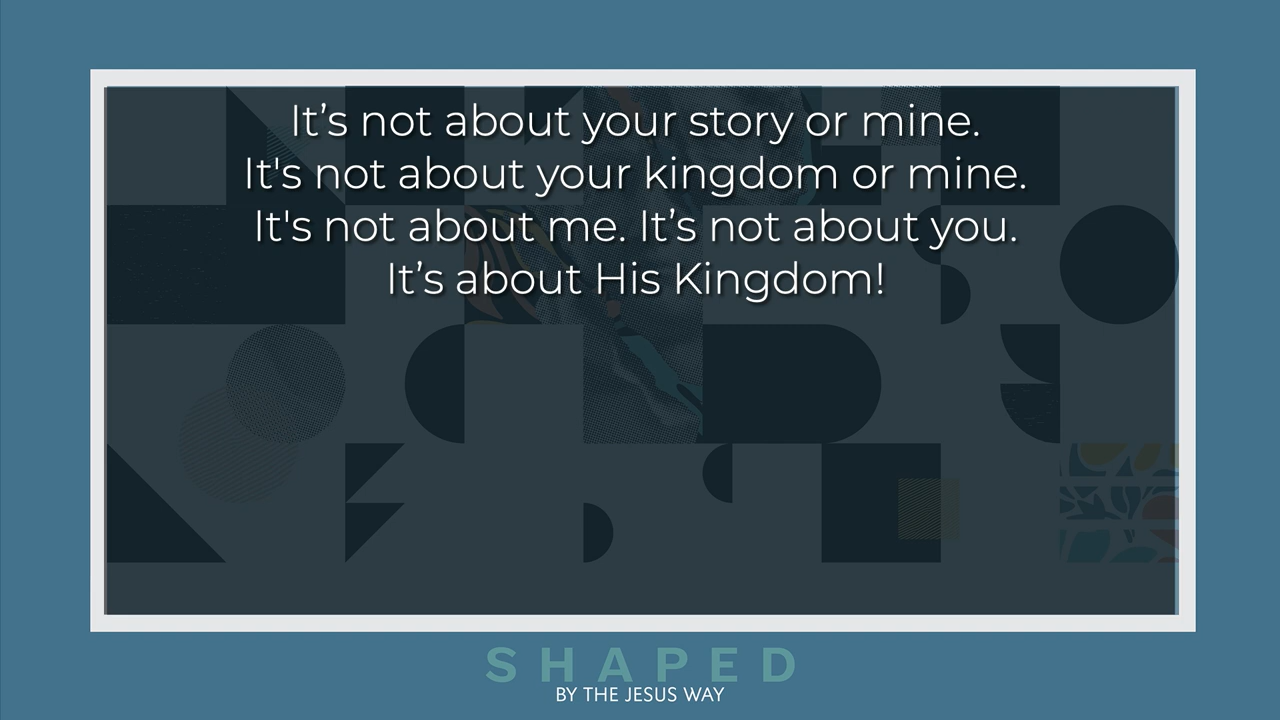 It’s not about your story or mine.
It's not about your kingdom or mine.
It's not about me. It’s not about you.
It’s about His Kingdom!
SHAPED
BY THE JESUS WAY